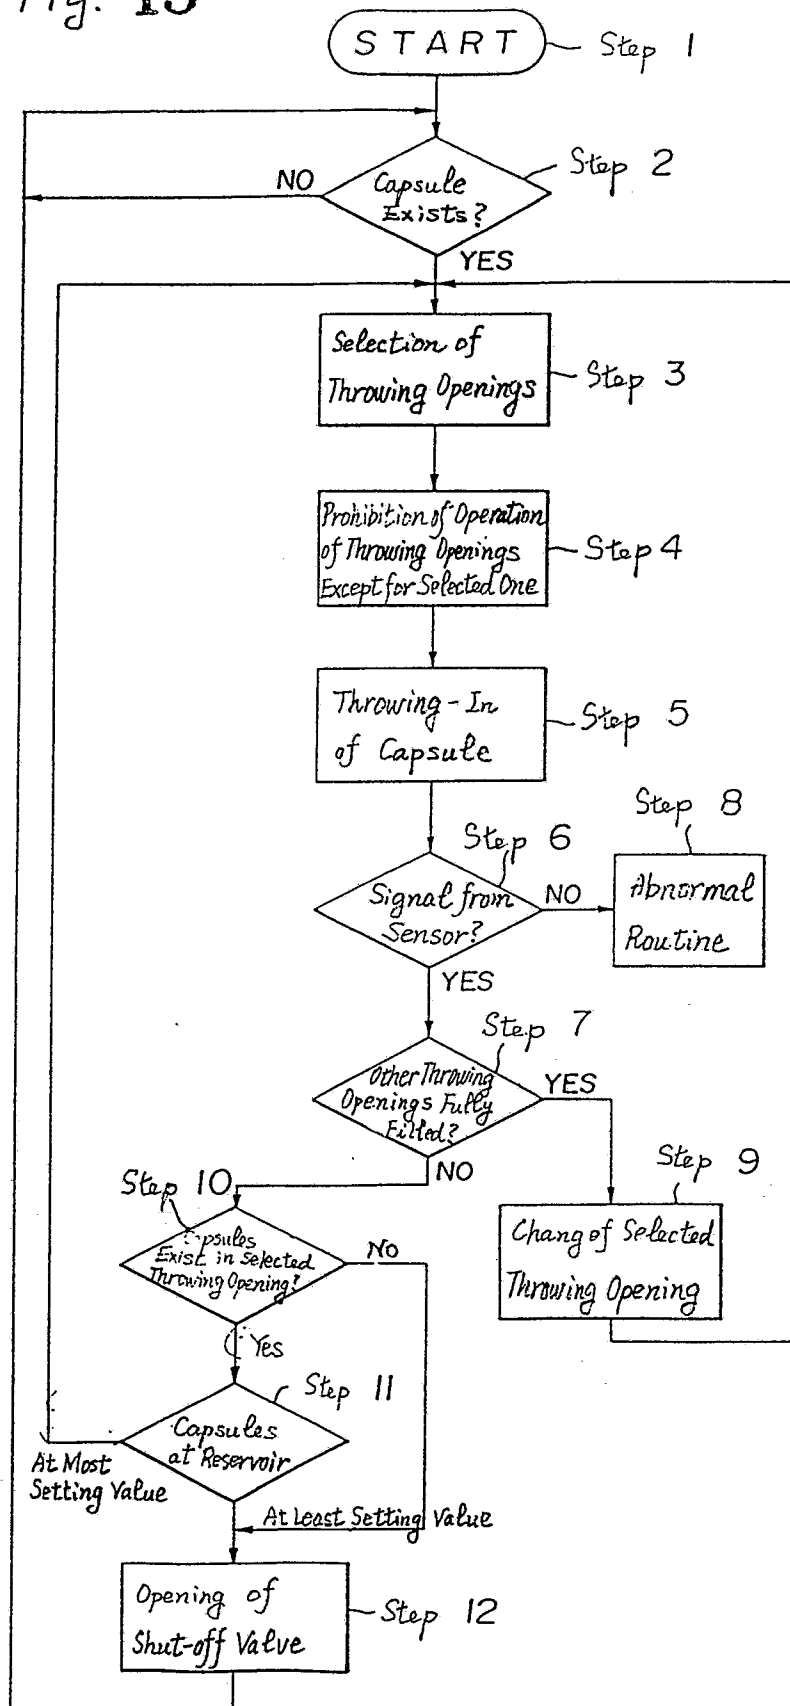 Fig. 13
START
Step 1
Step 2
NO
Capsule
Exists?
YES
Selection of
Throwing Openings
Step 3
Prohibition of Operation
of Throwing Openings
Except for Selected One
Step 4
Throwing-In
of Capsule
Step 5
Step 8
Step 6
Signal from
Sensor?
NO
Abnormal
Routine
YES
Step 7
Other Throwing
Openings Fully
Filled?
YES
NO
Step 9
Step 10
Capsules
Exist in Selected
Throwing Opening?
No
Chang of Selected
Throwing Opening
Yes
Step 11
Capsules
at Reservoir
At Most
Setting Value
At Least Setting Value
Opening of
Shut-off Valve
Step 12